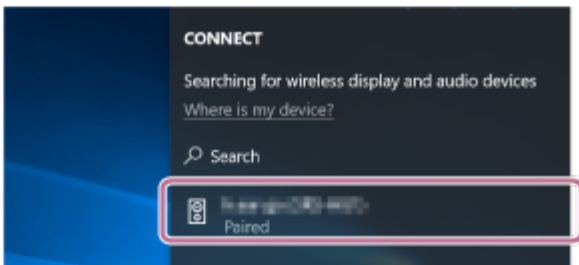 CONNECT
Searching for wireless display and audio devices
Where is my device?
Search
Paired